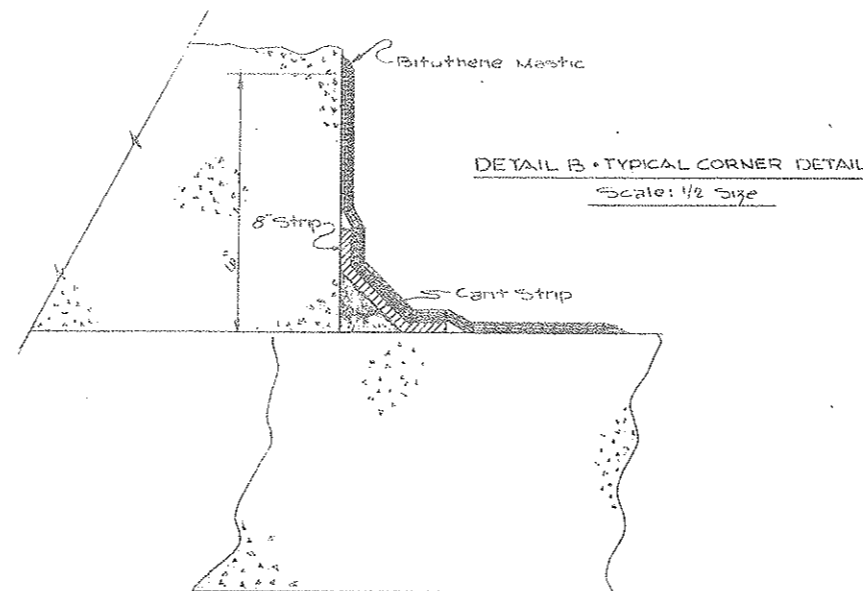 Bituthene Mastic
DETAIL B • TYPICAL CORNER DETAIL
Scale: 1/2 Size
8" Strip
Cant Strip